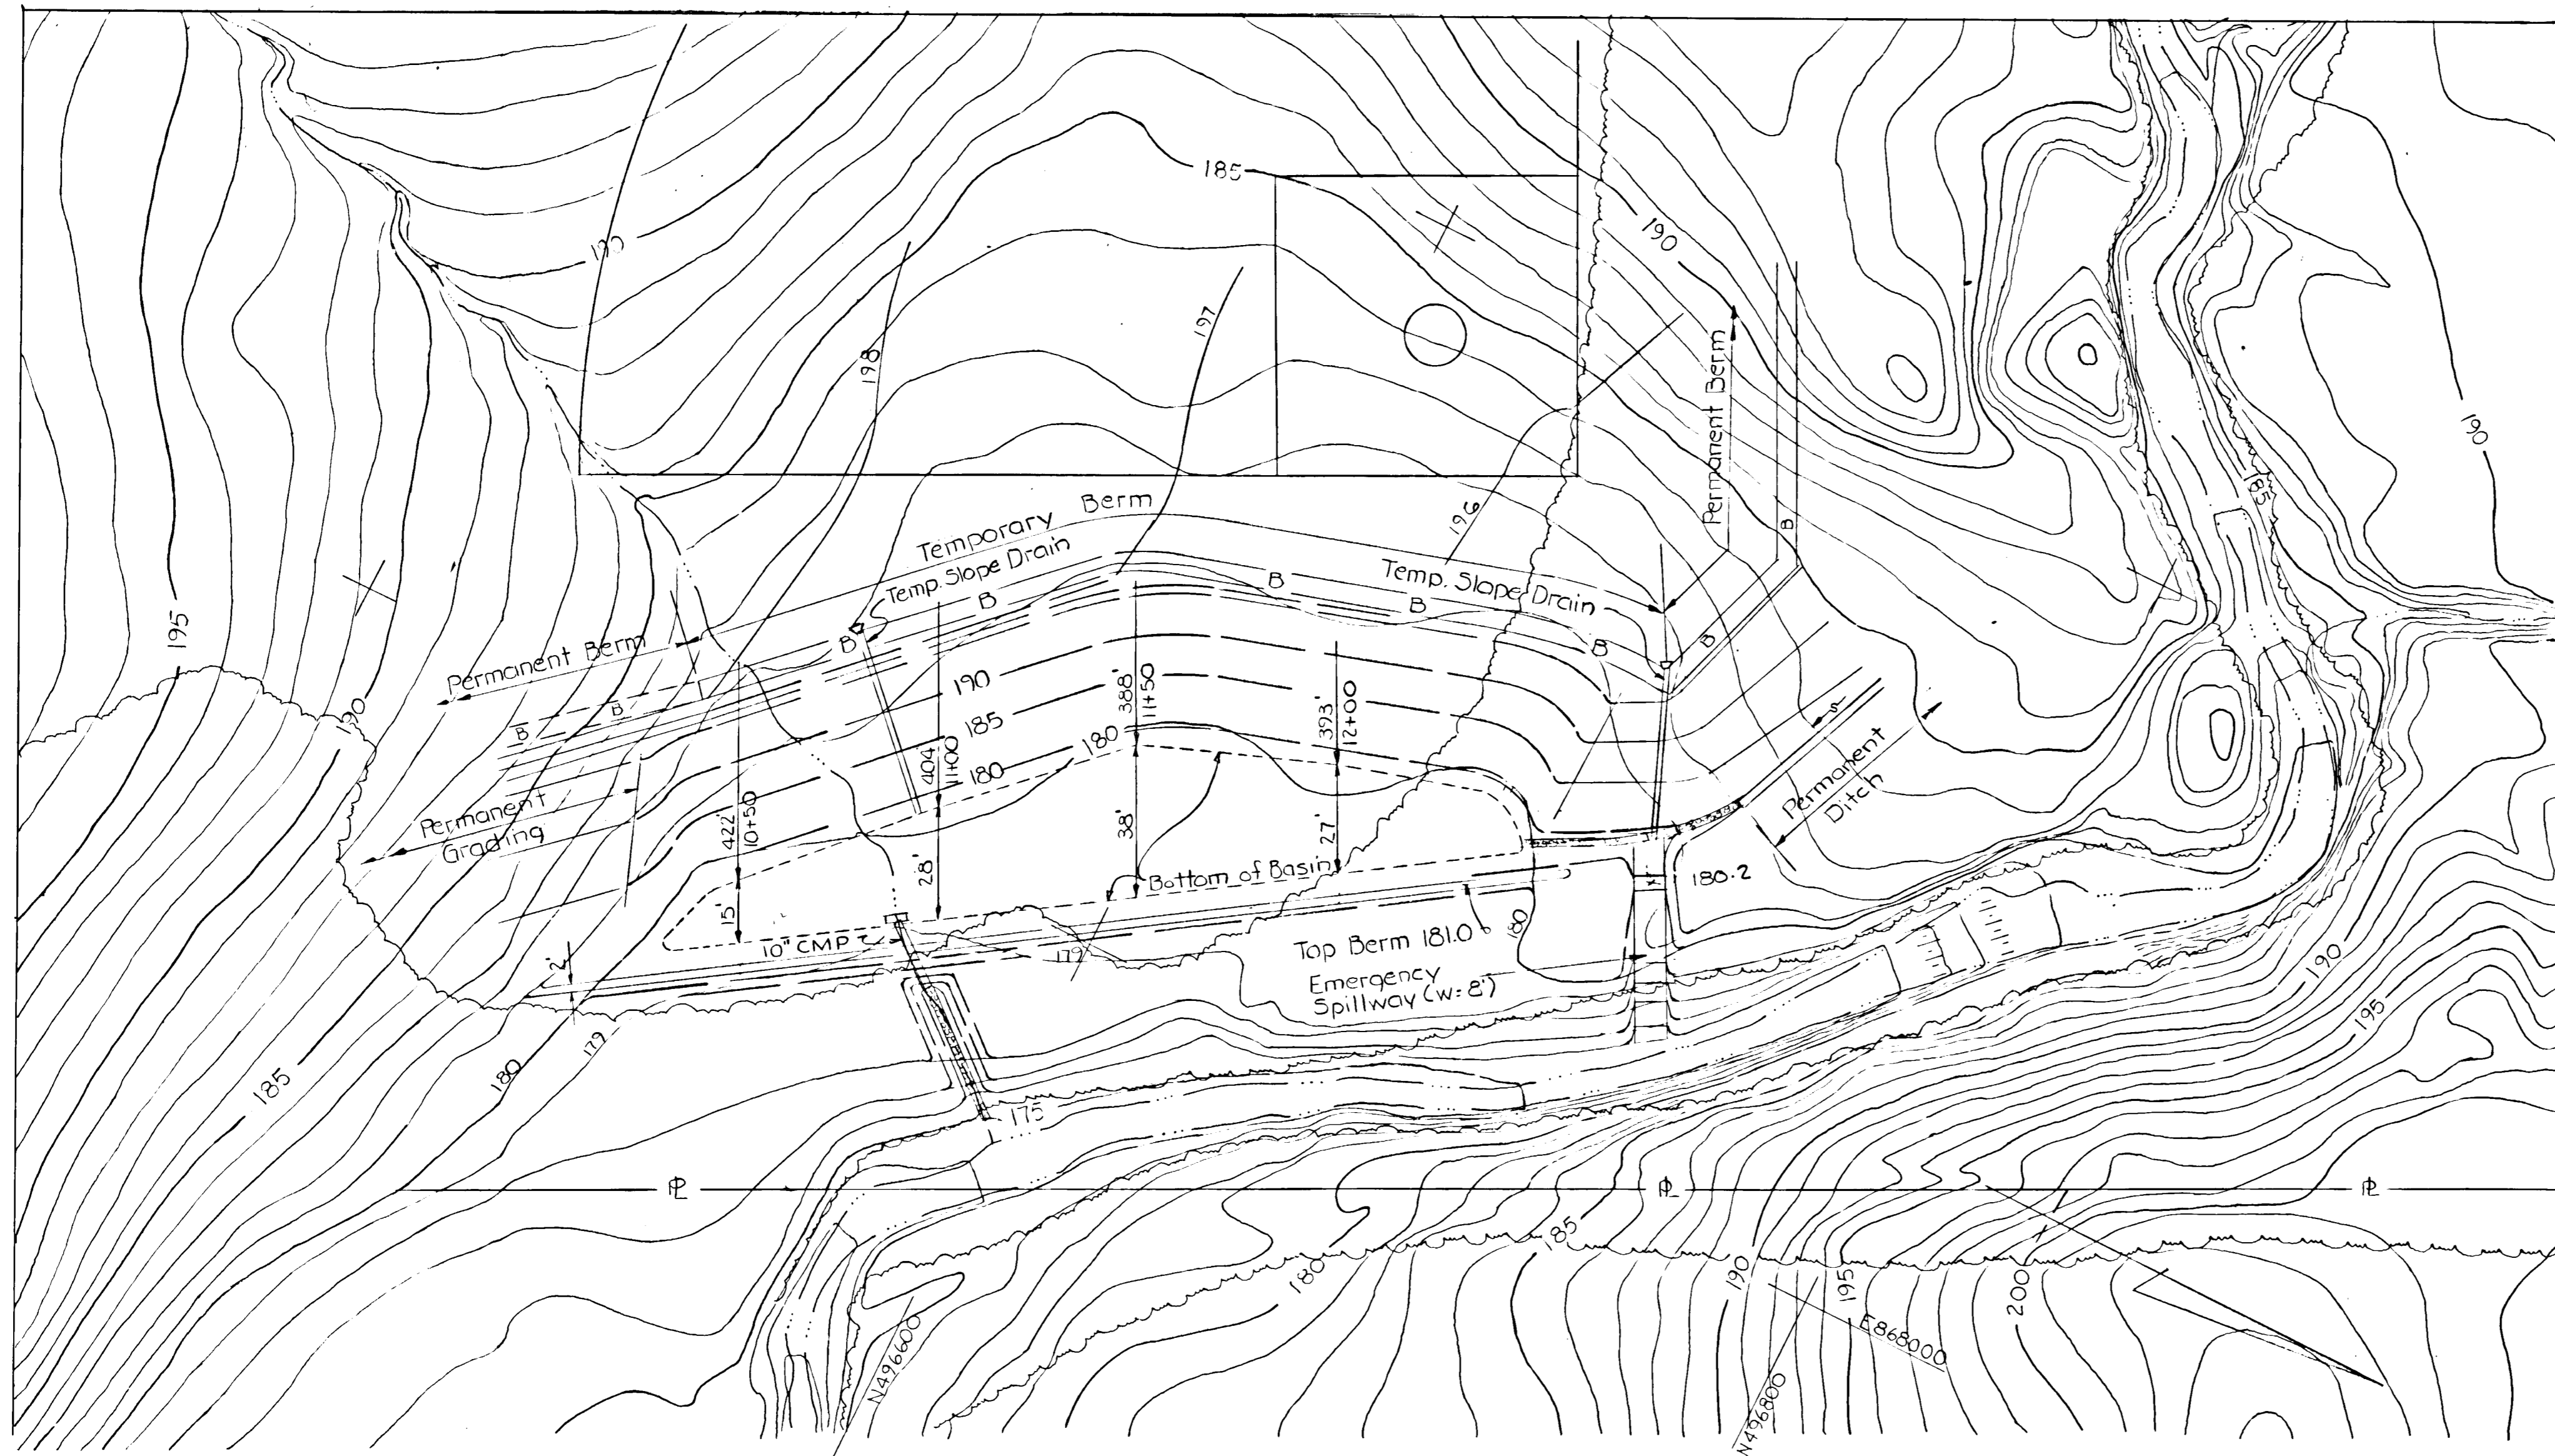 185
190
190
198
197
190
185
196
Permanent Berm
Temporary Berm
Temp. Slope Drain
Temp. Slope Drain
B
B
B
B
B
B
B
B
B
Permanent Berm
195
190
190
185
180
180
388'
11+50
393'
12+00
404'
11+00
422'
10+50
Permanent
Grading
Permanent
Ditch
38'
27'
28'
15'
2'
Bottom of Basin
180.2
10" CMP
179
Top Berm 181.0
180
Emergency
Spillway (w=8')
179
180
185
175
190
195
PL
PL
PL
185
180
190
195
200
E868000
N496600
N496800